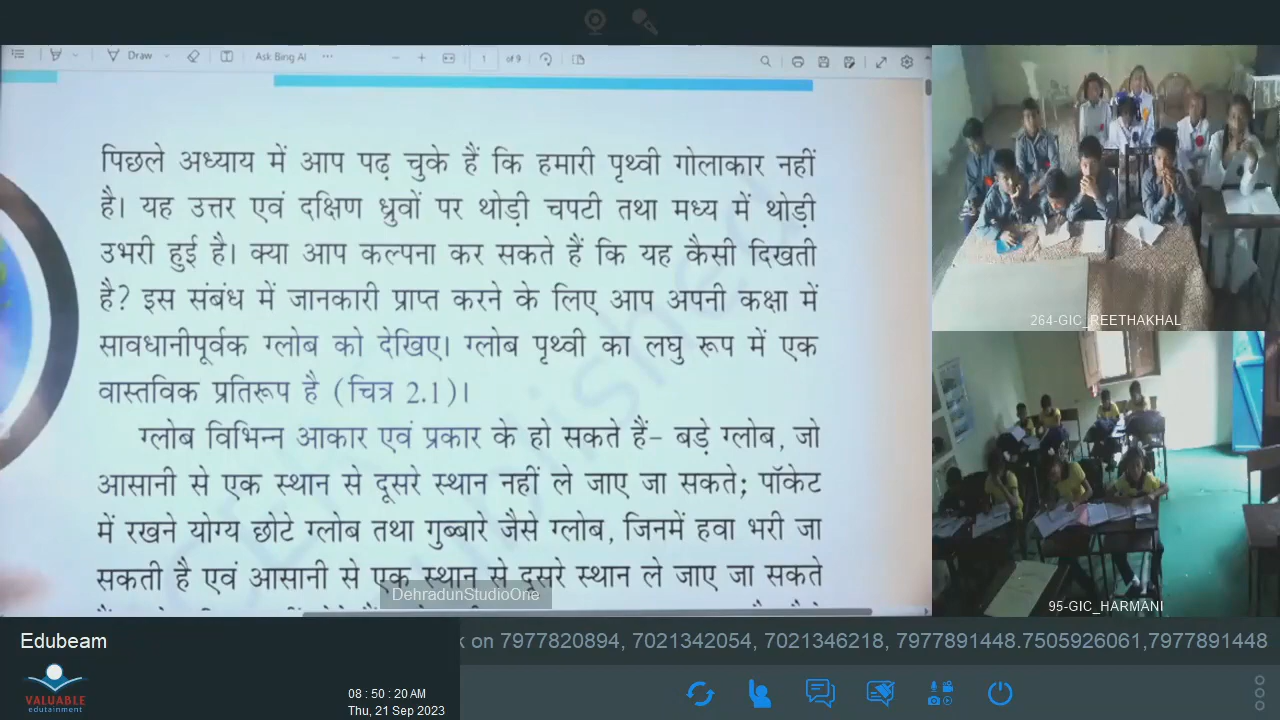 Draw
Ask Bing AI
1
of 9
पिछले अध्याय में आप पढ़ चुके हैं कि हमारी पृथ्वी गोलाकार नहीं
है। यह उत्तर एवं दक्षिण ध्रुवों पर थोड़ी चपटी तथा मध्य में थोड़ी
उभरी हुई है। क्या आप कल्पना कर सकते हैं कि यह कैसी दिखती
है? इस संबंध में जानकारी प्राप्त करने के लिए आप अपनी कक्षा में
सावधानीपूर्वक ग्लोब को देखिए। ग्लोब पृथ्वी का लघु रूप में एक
वास्तविक प्रतिरूप है (चित्र 2.1)।
ग्लोब विभिन्न आकार एवं प्रकार के हो सकते हैं- बड़े ग्लोब, जो
आसानी से एक स्थान से दूसरे स्थान नहीं ले जाए जा सकते; पॉकेट
में रखने योग्य छोटे ग्लोब तथा गुब्बारे जैसे ग्लोब, जिनमें हवा भरी जा
सकती है एवं आसानी से एक स्थान से दूसरे स्थान ले जाए जा सकते
DehradunStudioOne
264-GIC_REETHAKHAL
95-GIC_HARMANI
Edubeam
k on 7977820894, 7021342054, 7021346218, 7977891448.7505926061,7977891448
VALUABLE
edutainment
08 : 50 : 20 AM
Thu, 21 Sep 2023